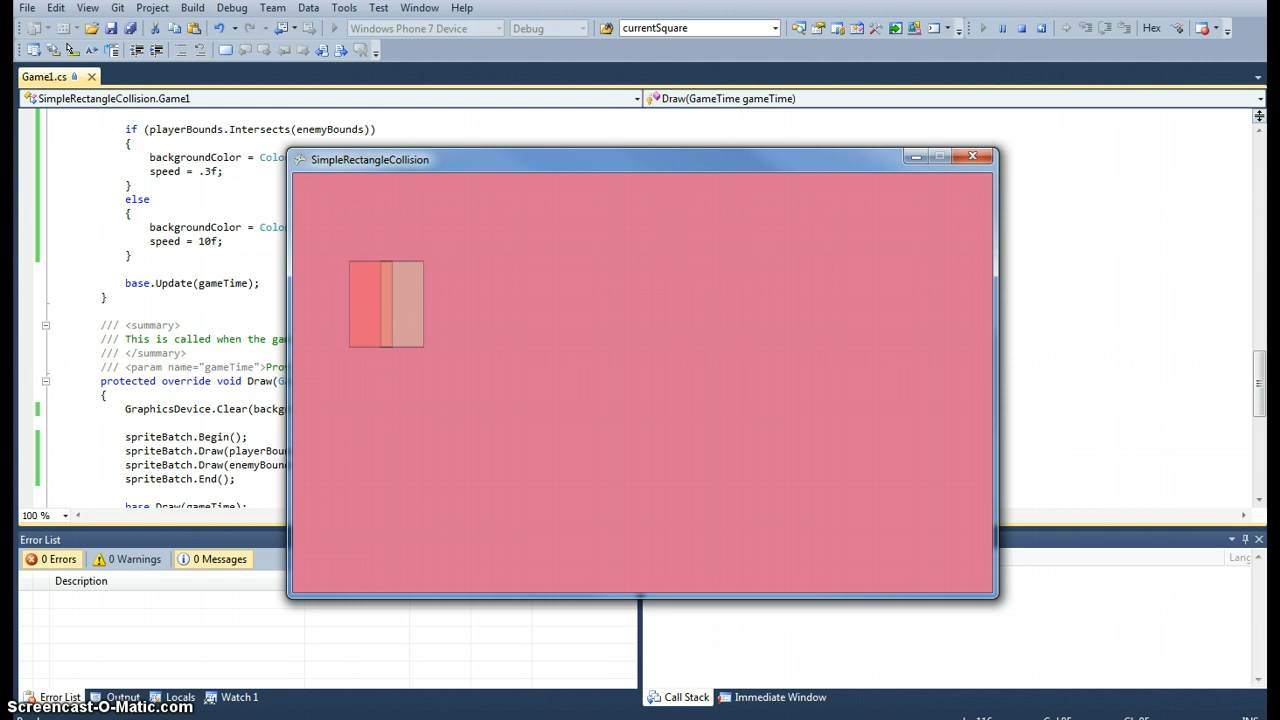 File Edit View Git Project Build Debug Team Data Tools Test Window Help
Windows Phone 7 Device Debug currentSquare Hex
Game1.cs
SimpleRectangleCollision.Game1 Draw(GameTime gameTime)
if (playerBounds.Intersects(enemyBounds))
{
backgroundColor = Colo
speed = .3f;
}
else
{
backgroundColor = Colo
speed = 10f;
}
base.Update(gameTime);
}
/// <summary>
/// This is called when the ga
/// </summary>
/// <param name="gameTime">Pro
protected override void Draw(G
{
GraphicsDevice.Clear(backg
spriteBatch.Begin();
spriteBatch.Draw(playerBou
spriteBatch.Draw(enemyBoun
spriteBatch.End();
base.Draw(gameTime);
SimpleRectangleCollision
100 %
Error List
0 Errors 0 Warnings 0 Messages
Description
Lang
Error List Output Locals Watch 1
Call Stack Immediate Window
Screencast-O-Matic.com